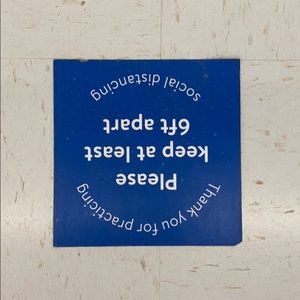 Thank you for practicing
Please
keep at least
6ft apart
social distancing